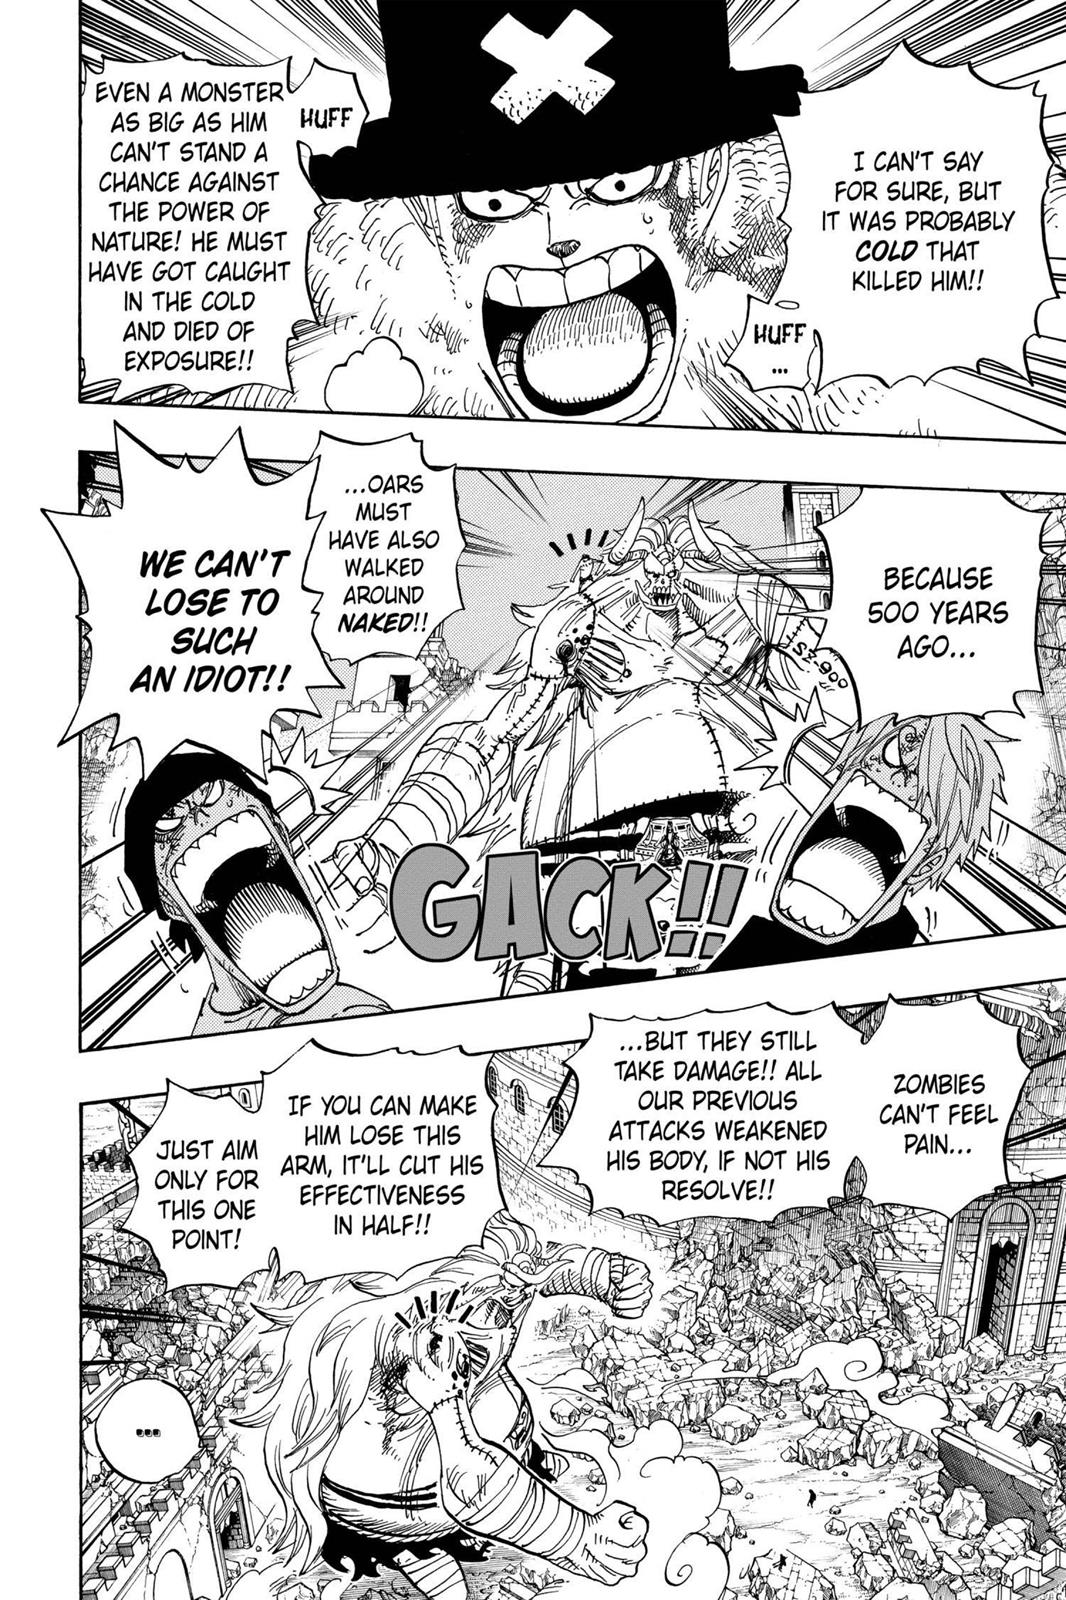 I CAN'T SAY
FOR SURE, BUT
IT WAS PROBABLY
COLD THAT
KILLED HIM!!
HUFF
...
HUFF
EVEN A MONSTER
AS BIG AS HIM
CAN'T STAND A
CHANCE AGAINST
THE POWER OF
NATURE! HE MUST
HAVE GOT CAUGHT
IN THE COLD
AND DIED OF
EXPOSURE!!
BECAUSE
500 YEARS
AGO...
...OARS
MUST
HAVE ALSO
WALKED
AROUND
NAKED!!
WE CAN'T
LOSE TO
SUCH
AN IDIOT!!
SZ•900
GACK!!
ZOMBIES
CAN'T FEEL
PAIN...
...BUT THEY STILL
TAKE DAMAGE!! ALL
OUR PREVIOUS
ATTACKS WEAKENED
HIS BODY, IF NOT HIS
RESOLVE!!
IF YOU CAN MAKE
HIM LOSE THIS
ARM, IT'LL CUT HIS
EFFECTIVENESS
IN HALF!!
JUST AIM
ONLY FOR
THIS ONE
POINT!
...